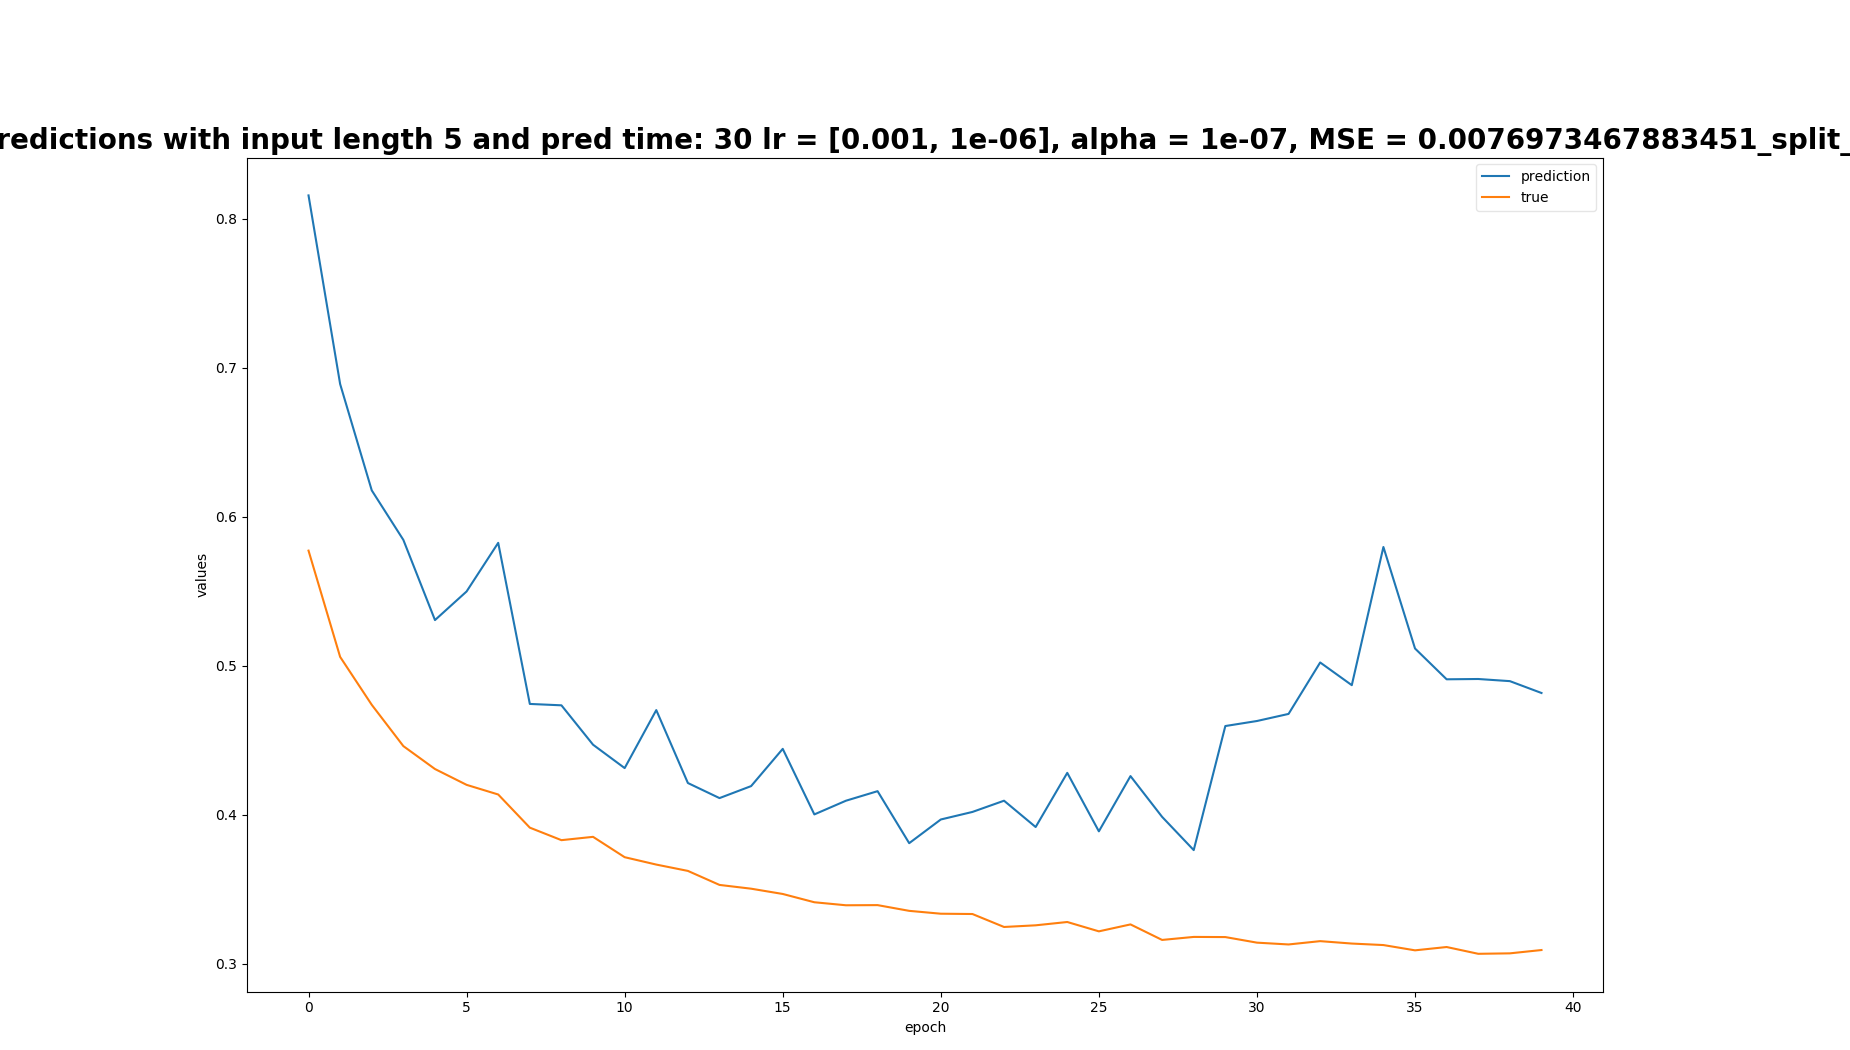 redictions with input length 5 and pred time: 30 lr = [0.001, 1e-06], alpha = 1e-07, MSE = 0.0076973467883451_split_
prediction
true
0.8
0.7
0.6
0.5
0.4
0.3
values
0 5 10 15 20 25 30 35 40
epoch